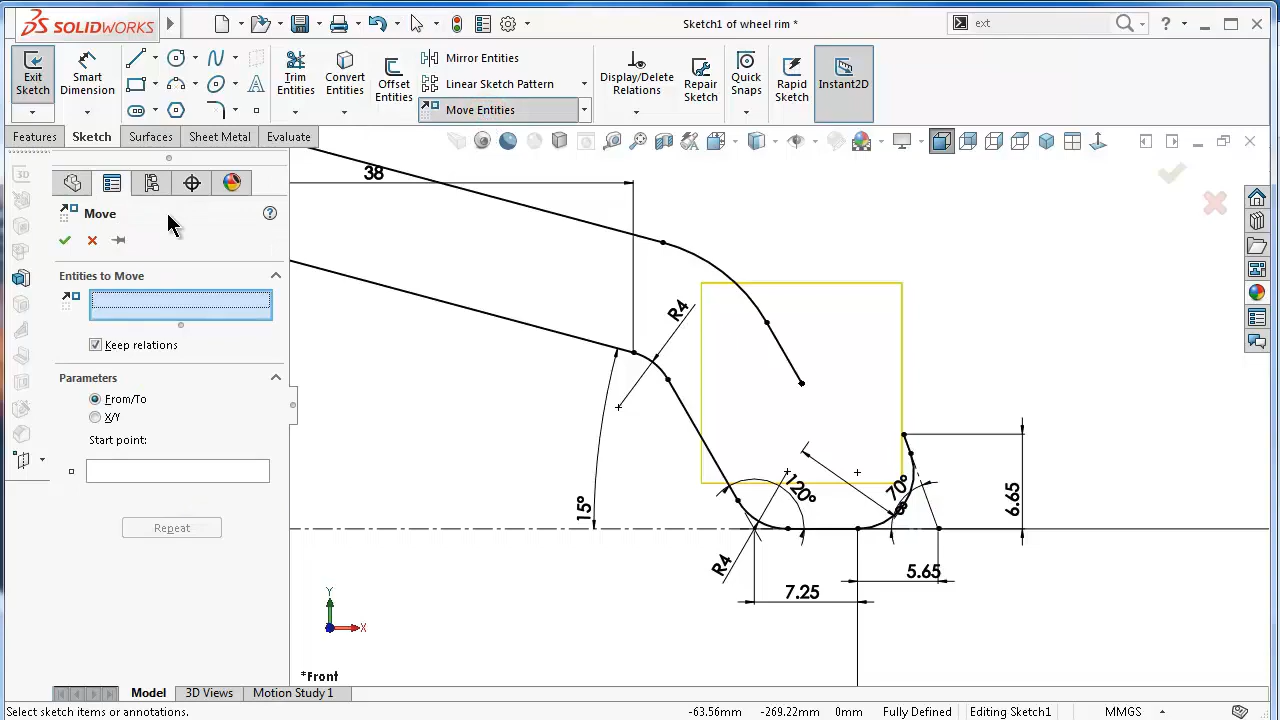 SOLIDWORKS
Sketch1 of wheel rim *
ext
Exit Sketch
Smart Dimension
Trim Entities
Convert Entities
Offset Entities
Mirror Entities
Linear Sketch Pattern
Move Entities
Display/Delete Relations
Repair Sketch
Quick Snaps
Rapid Sketch
Instant2D
Features
Sketch
Surfaces
Sheet Metal
Evaluate
Move
Entities to Move
Keep relations
Parameters
From/To
X/Y
Start point:
Repeat
38
R4
15°
120°
70°
8
6.65
R4
5.65
7.25
Y
X
*Front
Model
3D Views
Motion Study 1
Select sketch items or annotations.
-63.56mm
-269.22mm
0mm
Fully Defined
Editing Sketch1
MMGS